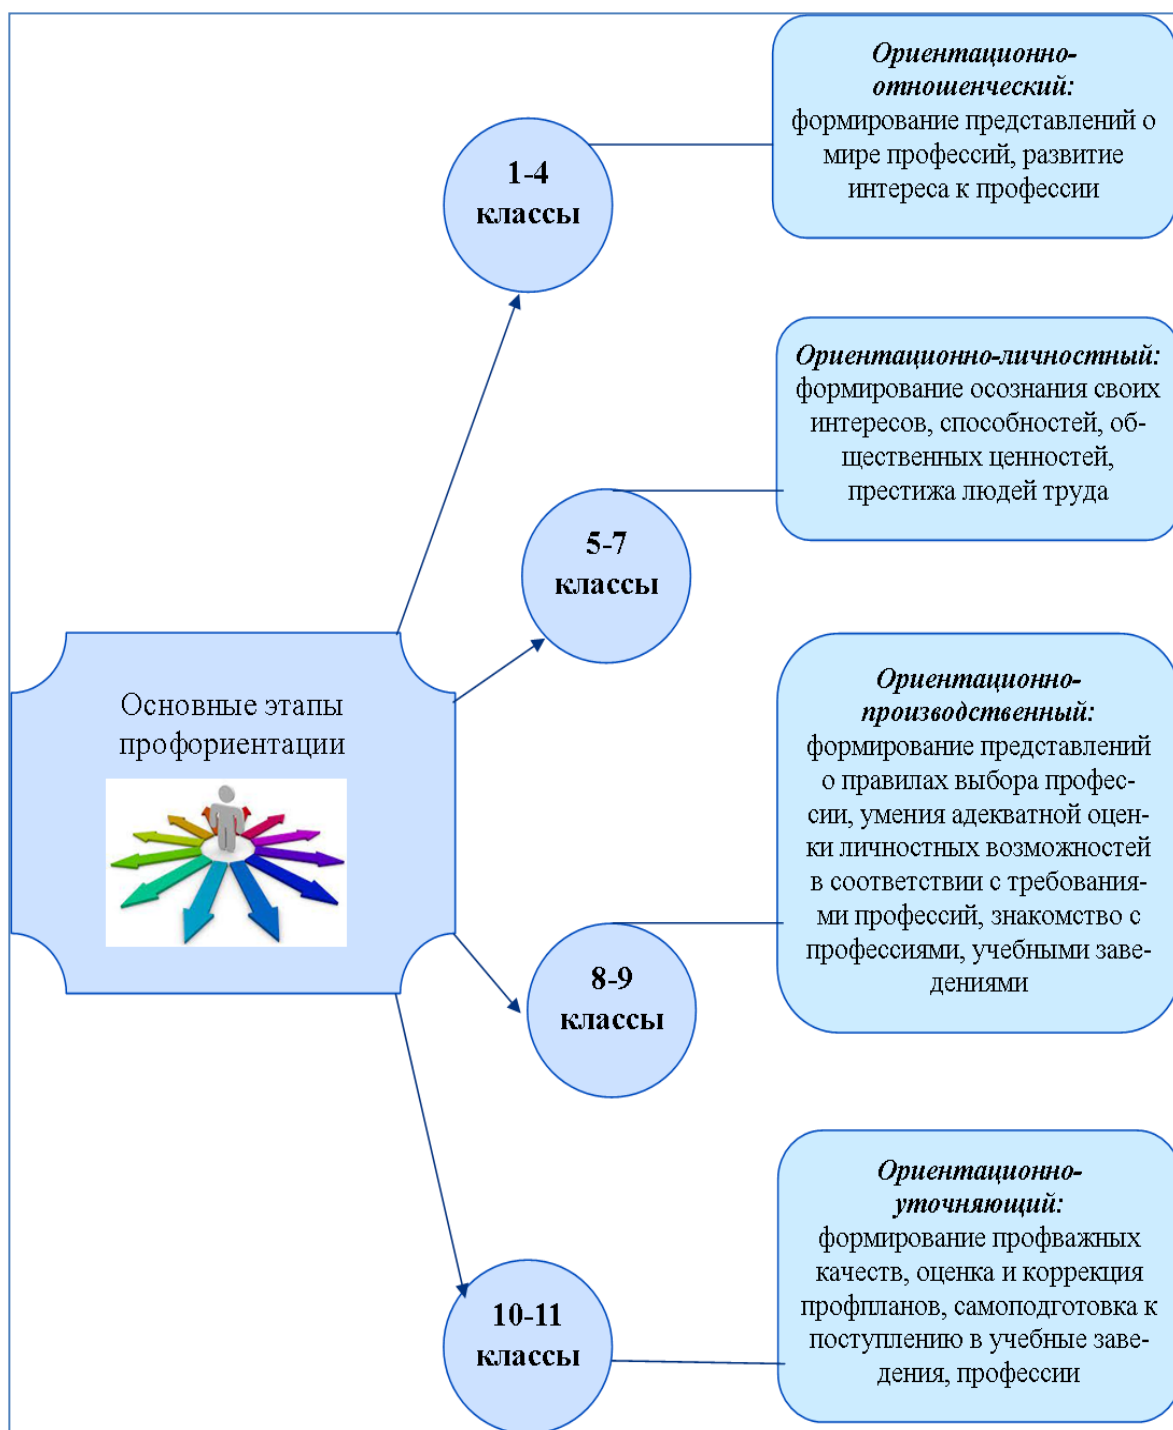 Ориентационно-
отношенческий:
формирование представлений о
мире профессий, развитие
интереса к профессии
1-4
классы
Ориентационно-личностный:
формирование осознания своих
интересов, способностей, об-
щественных ценностей,
престижа людей труда
5-7
классы
Основные этапы
профориентации
Ориентационно-
производственный:
формирование представлений
о правилах выбора профес-
сии, умения адекватной оцен-
ки личностных возможностей
в соответствии с требования-
ми профессий, знакомство с
профессиями, учебными заве-
дениями
8-9
классы
Ориентационно-
уточняющий:
формирование профважных
качеств, оценка и коррекция
профпланов, самоподготовка к
поступлению в учебные заве-
дения, профессии
10-11
классы